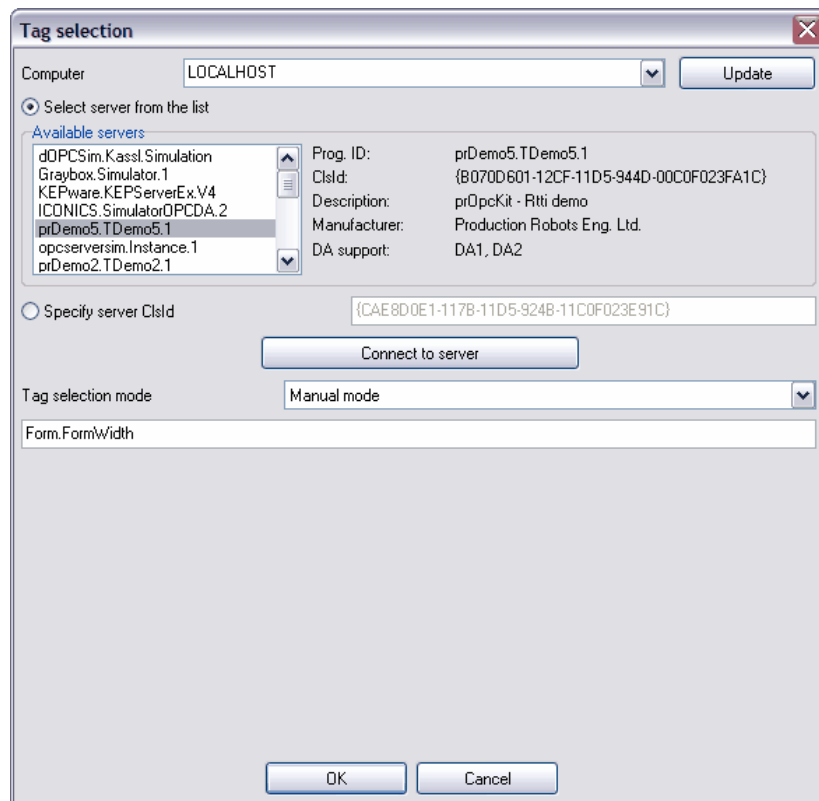 Tag selection
Computer LOCALHOST Update
Select server from the list
Available servers
dOPCSim.Kassl.Simulation
Graybox.Simulator.1
KEPware.KEPServerEx.V4
ICONICS.SimulatorOPCDA.2
prDemo5.TDemo5.1
opcserversim.Instance.1
prDemo2.TDemo2.1
Prog. ID: prDemo5.TDemo5.1
ClsId: {B070D601-12CF-11D5-944D-00C0F023FA1C}
Description: prOpcKit - Rtti demo
Manufacturer: Production Robots Eng. Ltd.
DA support: DA1, DA2
Specify server ClsId {CAE8D0E1-117B-11D5-924B-11C0F023E91C}
Connect to server
Tag selection mode Manual mode
Form.FormWidth
OK Cancel